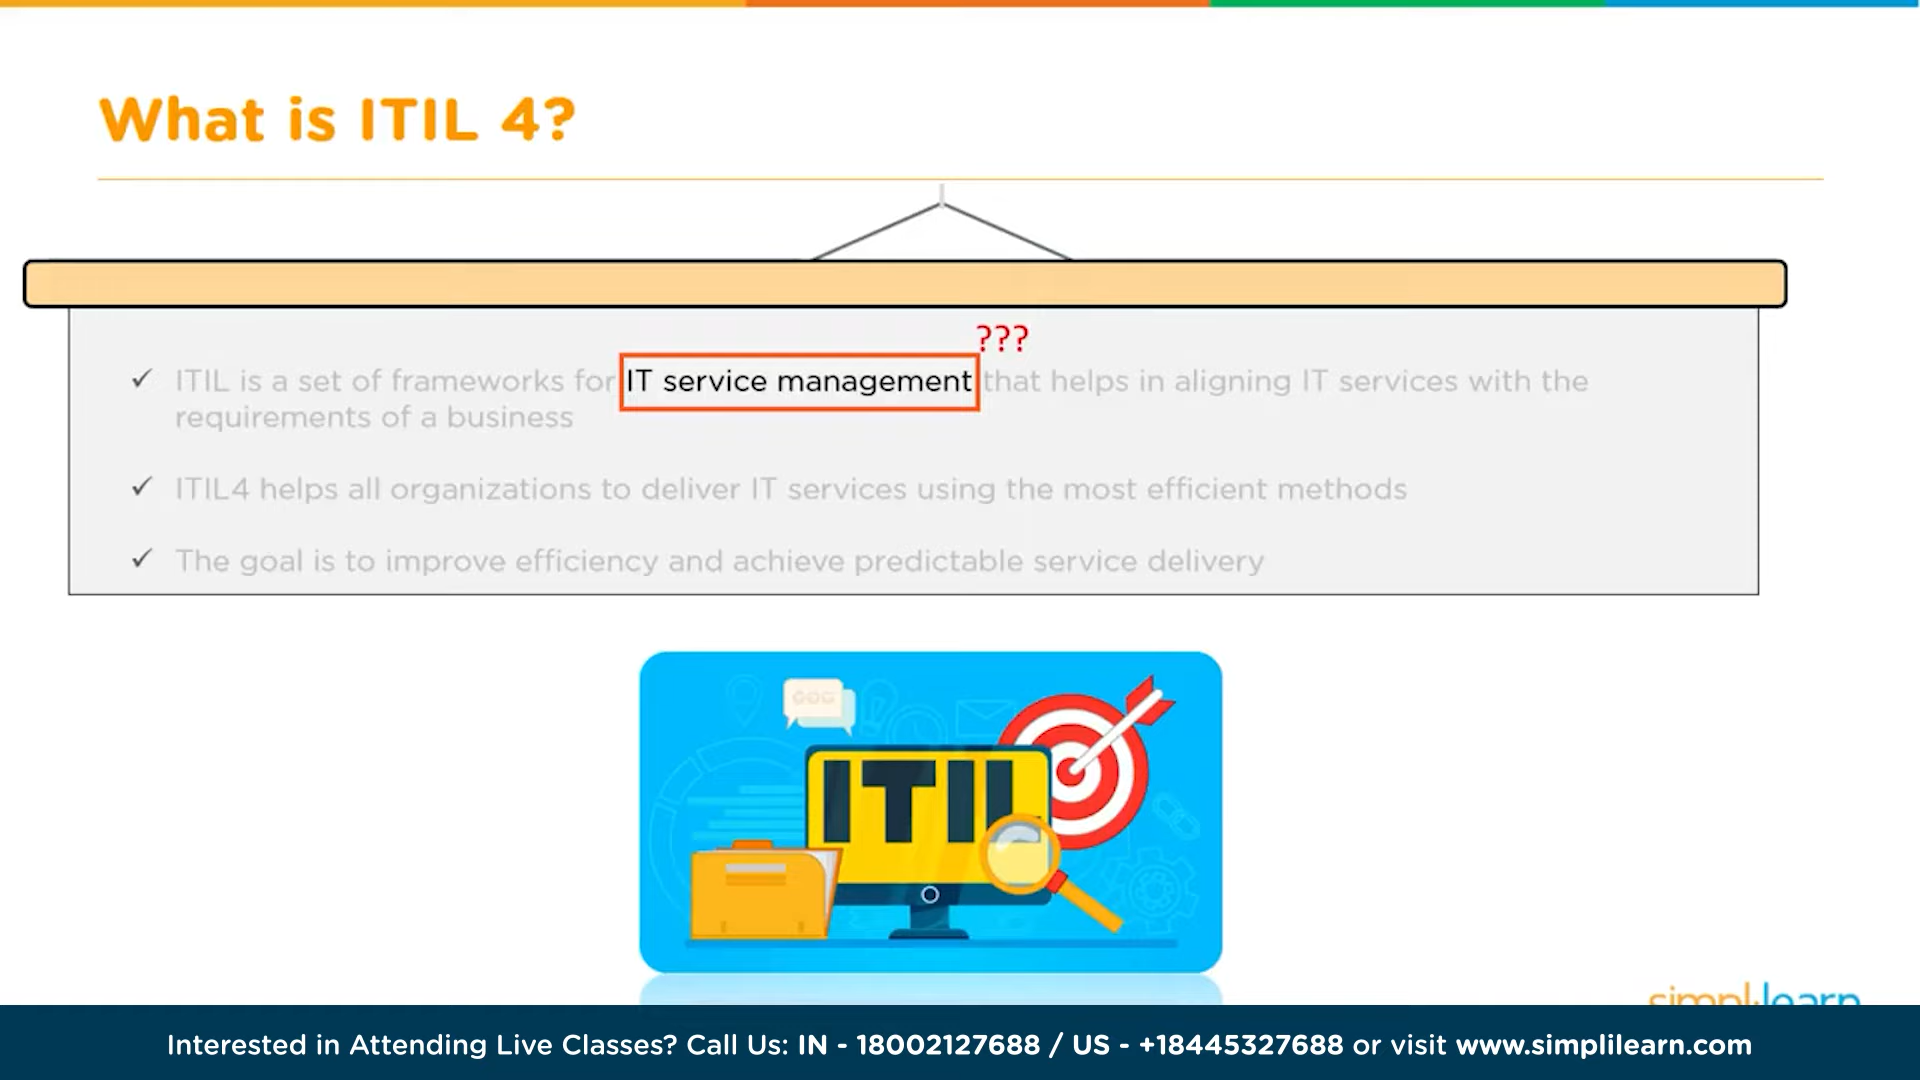 What is ITIL 4?
???
✓ ITIL is a set of frameworks for IT service management that helps in aligning IT services with the
requirements of a business
✓ ITIL4 helps all organizations to deliver IT services using the most efficient methods
✓ The goal is to improve efficiency and achieve predictable service delivery
ITIL
simplilearn
Interested in Attending Live Classes? Call Us: IN - 18002127688 / US - +18445327688 or visit www.simplilearn.com